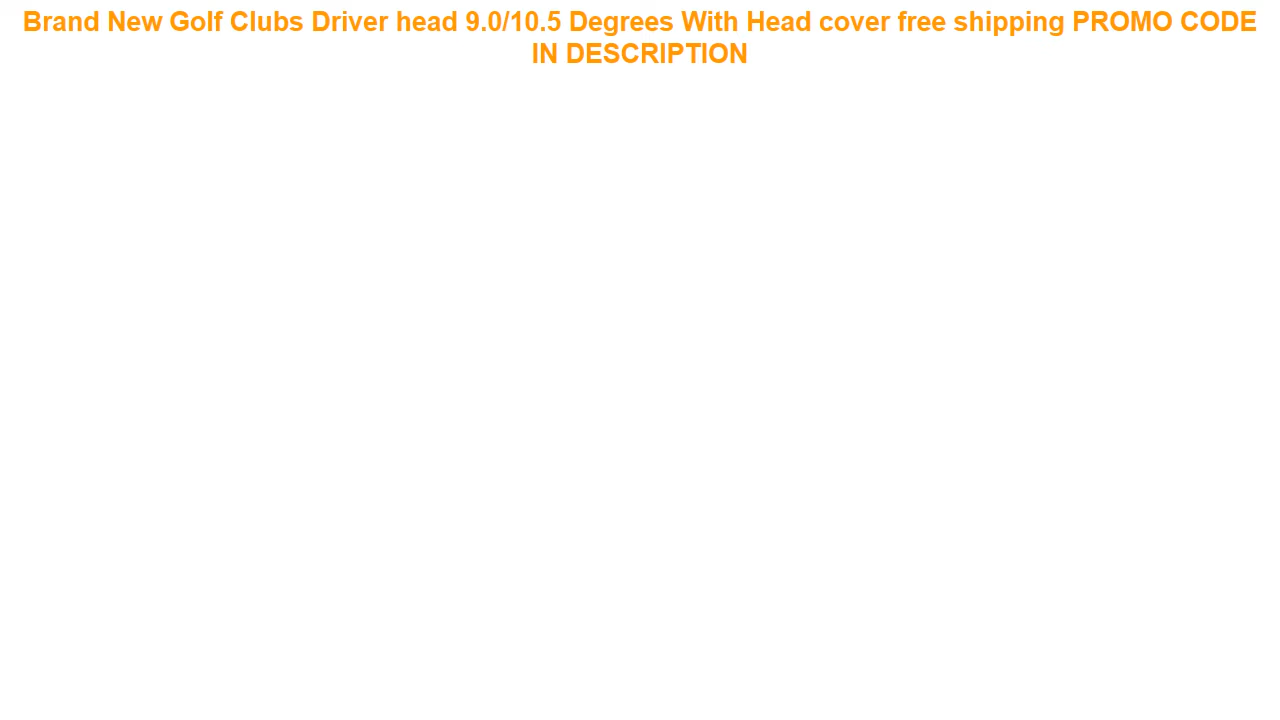 Brand New Golf Clubs Driver head 9.0/10.5 Degrees With Head cover free shipping PROMO CODE
IN DESCRIPTION